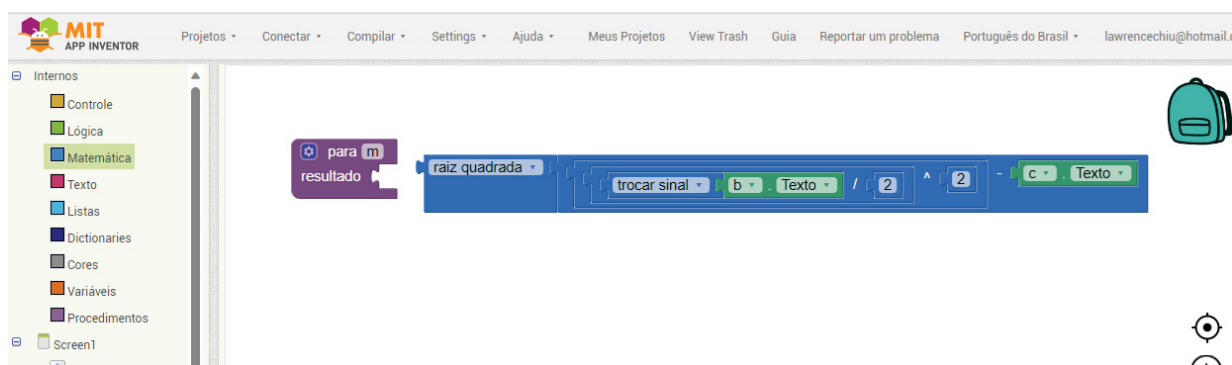 MIT
APP INVENTOR
Projetos Conectar Compilar Settings Ajuda Meus Projetos View Trash Guia Reportar um problema Português do Brasil lawrencechiu@hotmail.c
Internos
Controle
Lógica
Matemática
Texto
Listas
Dictionaries
Cores
Variáveis
Procedimentos
Screen1
para m
resultado
raiz quadrada trocar sinal b . Texto / 2 ^ 2 - c . Texto